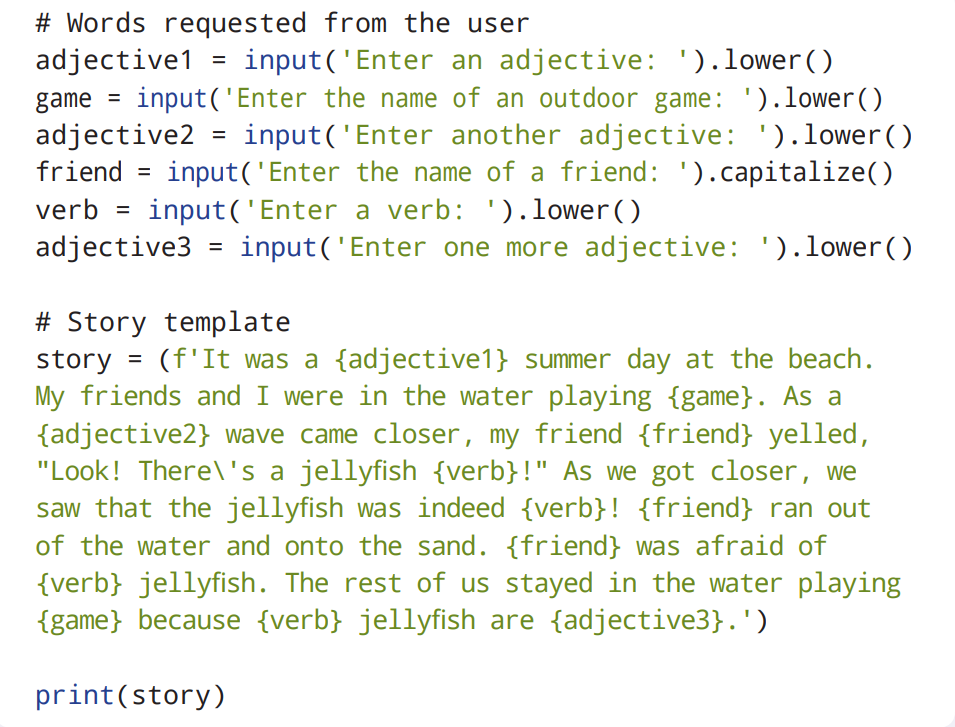 # Words requested from the user
adjective1 = input('Enter an adjective: ').lower()
game = input('Enter the name of an outdoor game: ').lower()
adjective2 = input('Enter another adjective: ').lower()
friend = input('Enter the name of a friend: ').capitalize()
verb = input('Enter a verb: ').lower()
adjective3 = input('Enter one more adjective: ').lower()

# Story template
story = (f'It was a {adjective1} summer day at the beach.
My friends and I were in the water playing {game}. As a
{adjective2} wave came closer, my friend {friend} yelled,
"Look! There\'s a jellyfish {verb}!" As we got closer, we
saw that the jellyfish was indeed {verb}! {friend} ran out
of the water and onto the sand. {friend} was afraid of
{verb} jellyfish. The rest of us stayed in the water playing
{game} because {verb} jellyfish are {adjective3}.')

print(story)